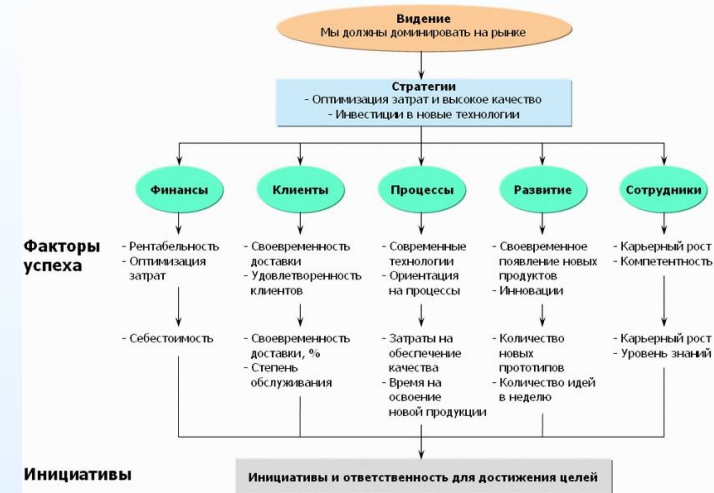 Видение
Мы должны доминировать на рынке
Стратегии
- Оптимизация затрат и высокое качество
- Инвестиции в новые технологии
Финансы
Клиенты
Процессы
Развитие
Сотрудники
Факторы
успеха
- Рентабельность
- Оптимизация
затрат
- Своевременность
доставки
- Удовлетворенность
клиентов
- Современные
технологии
- Ориентация
на процессы
- Своевременное
появление новых
продуктов
- Инновации
- Карьерный рост
- Компетентность
- Себестоимость
- Своевременность
доставки, %
- Степень
обслуживания
- Затраты на
обеспечение
качества
- Время на
освоение
новой продукции
- Количество
новых
прототипов
- Количество идей
в неделю
- Карьерный рост
- Уровень знаний
Инициативы
Инициативы и ответственность для достижения целей